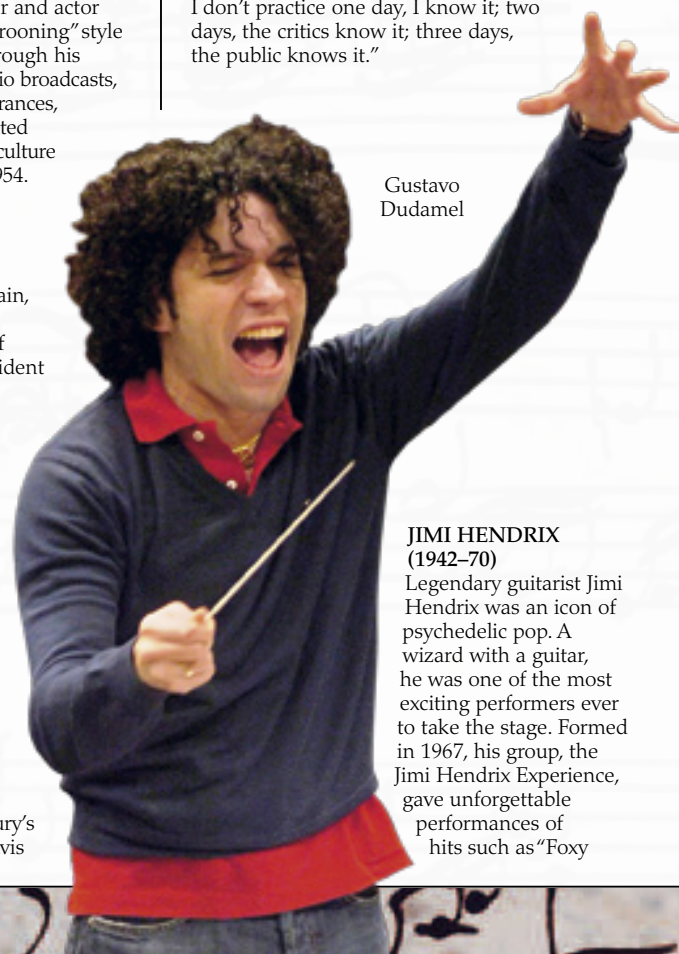 r and actor
rooning” style
rough his
io broadcasts,
rances,
ted
culture
954.
ain,
f
ident
ury’s
vis
I don’t practice one day, I know it; two
days, the critics know it; three days,
the public knows it.”
Gustavo
Dudamel
JIMI HENDRIX
(1942–70)
Legendary guitarist Jimi
Hendrix was an icon of
psychedelic pop. A
wizard with a guitar,
he was one of the most
exciting performers ever
to take the stage. Formed
in 1967, his group, the
Jimi Hendrix Experience,
gave unforgettable
performances of
hits such as “Foxy